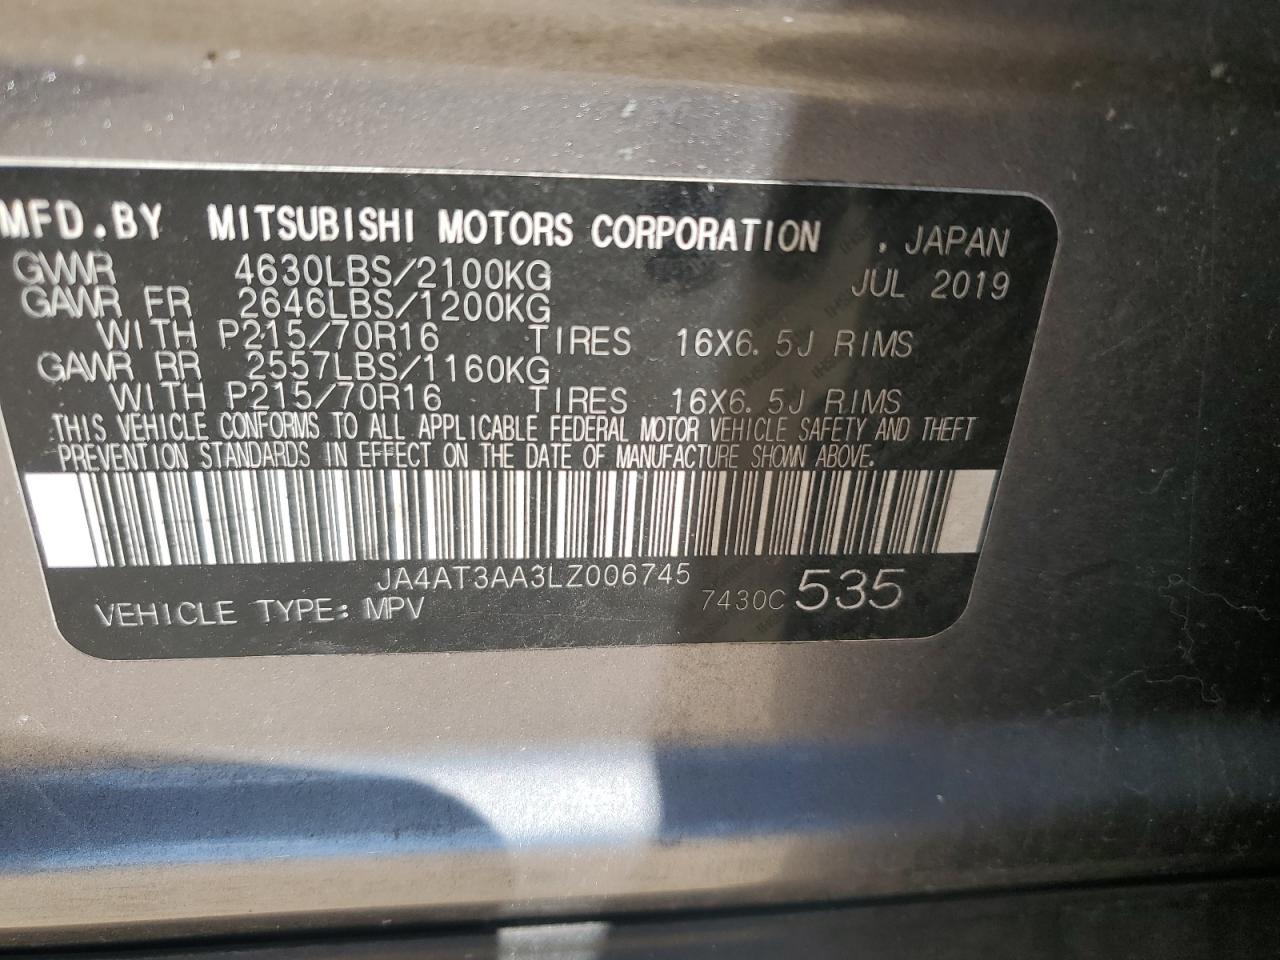 MFD.BY MITSUBISHI MOTORS CORPORATION . JAPAN
GVWR 4630LBS/2100KG JUL 2019
GAWR FR 2646LBS/1200KG
WITH P215/70R16 TIRES 16X6.5J RIMS
GAWR RR 2557LBS/1160KG
WITH P215/70R16 TIRES 16X6.5J RIMS
THIS VEHICLE CONFORMS TO ALL APPLICABLE FEDERAL MOTOR VEHICLE SAFETY AND THEFT
PREVENTION STANDARDS IN EFFECT ON THE DATE OF MANUFACTURE SHOWN ABOVE.
JA4AT3AA3LZ006745
VEHICLE TYPE: MPV 7430C 535